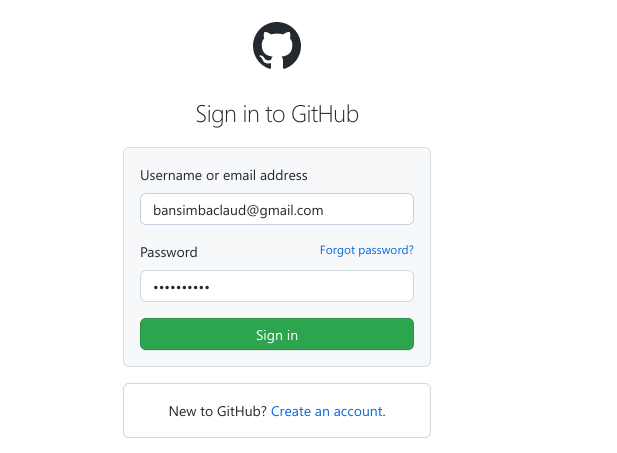 Sign in to GitHub
Username or email address
bansimbaclaud@gmail.com
Password Forgot password?
••••••••••
Sign in
New to GitHub? Create an account.